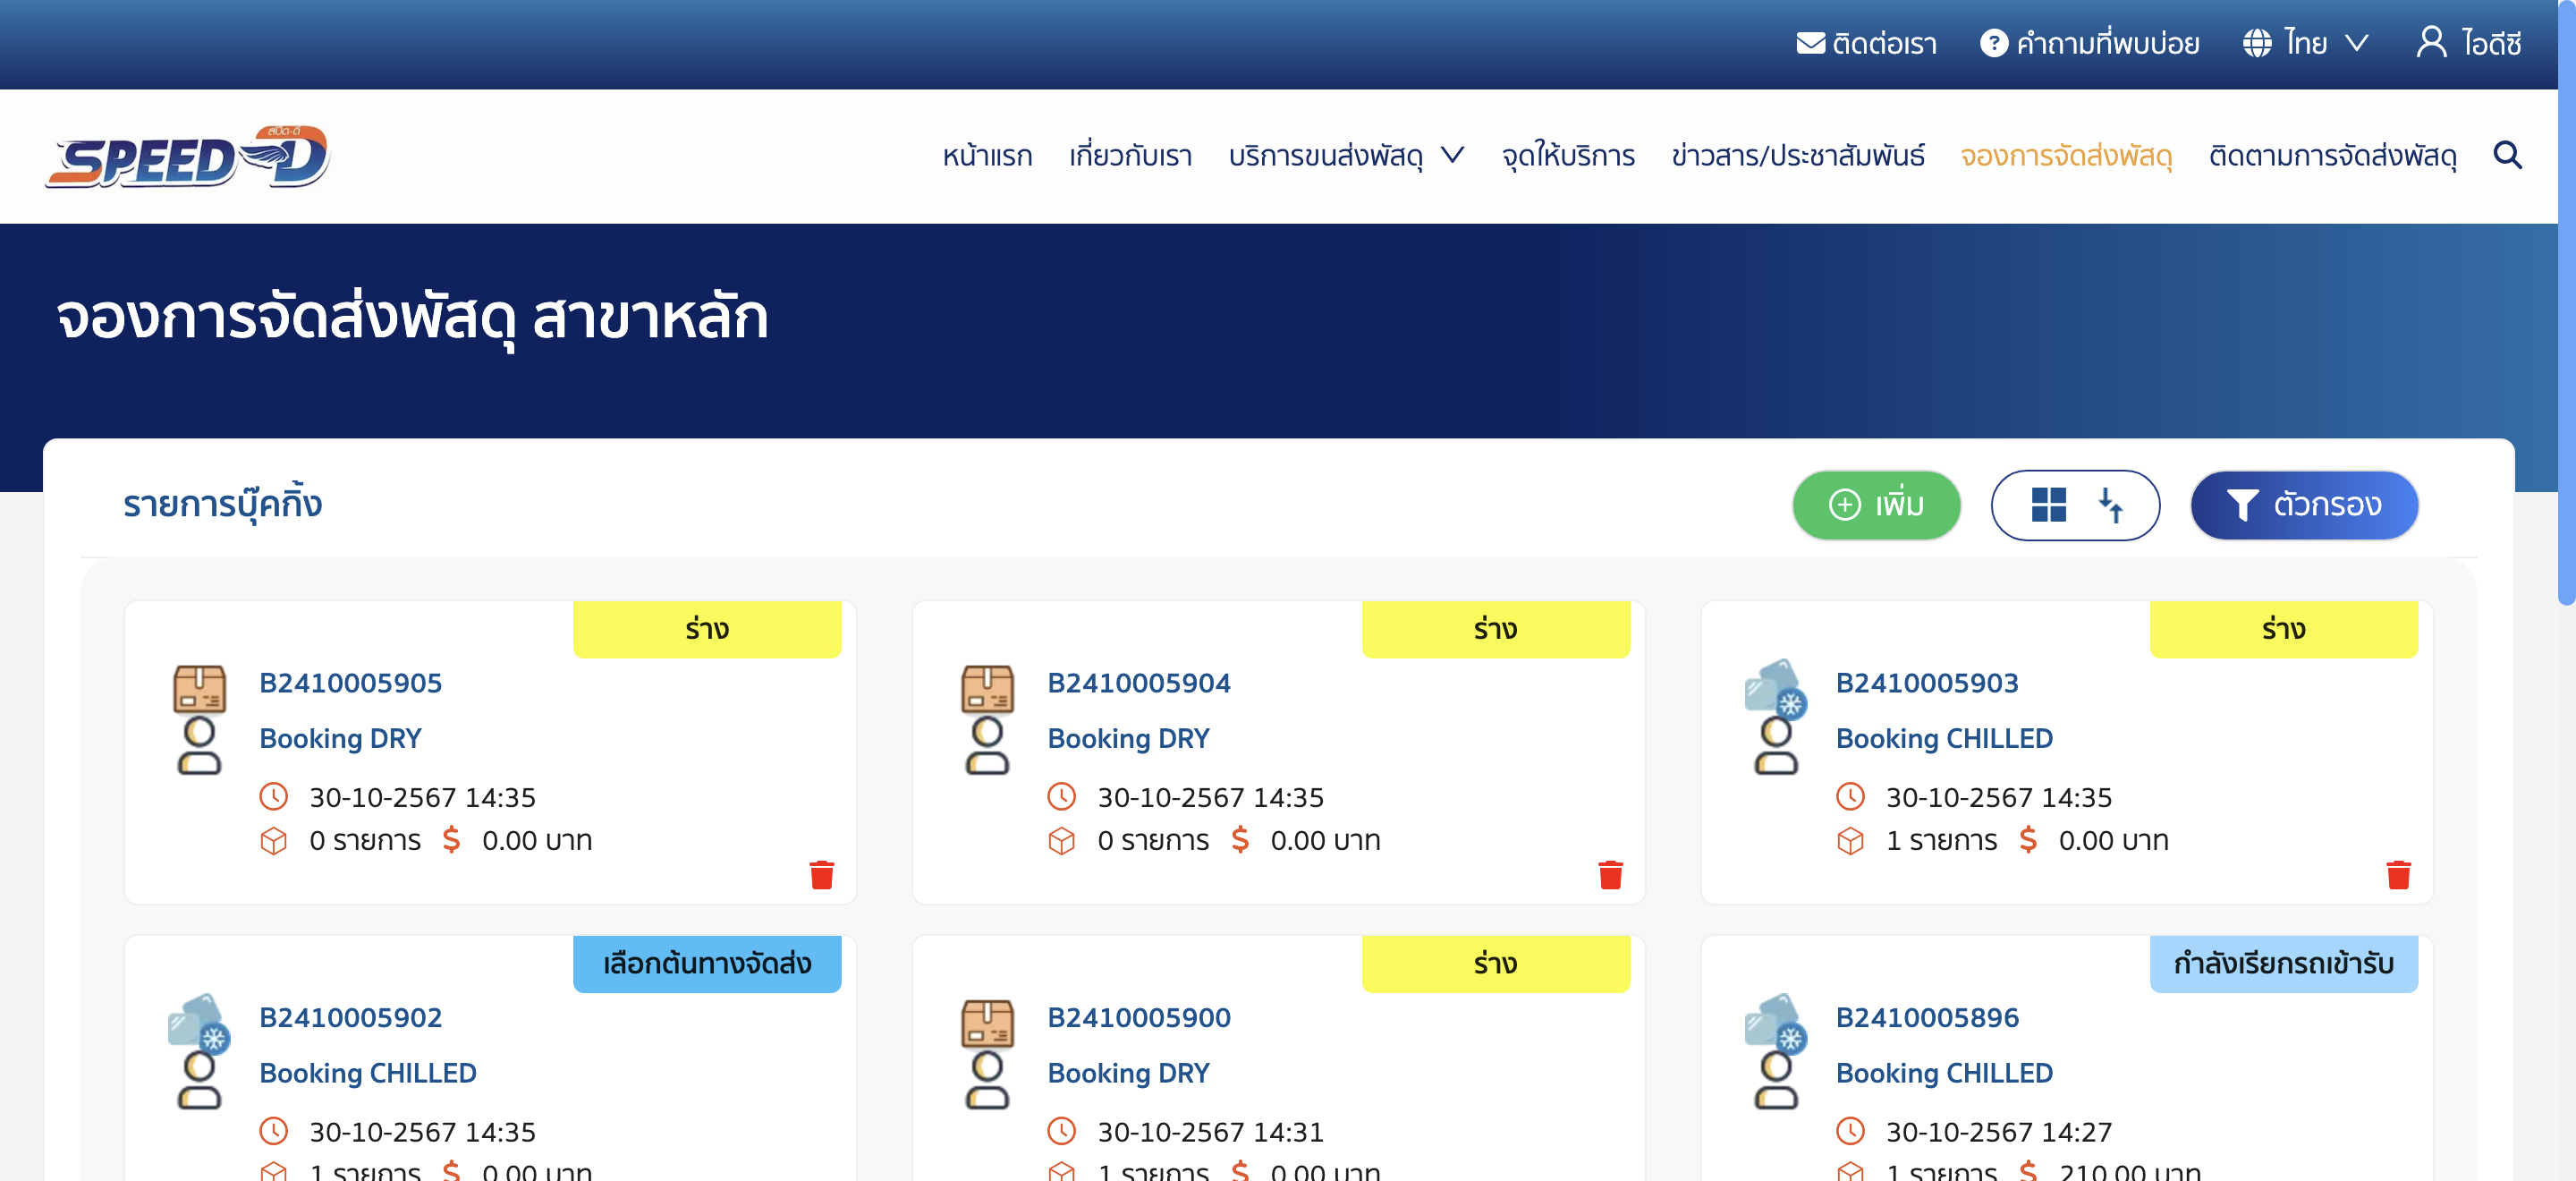 ติดต่อเรา คำถามที่พบบ่อย ไทย ไอดีซี
สปีด-ดี
SPEED-D
หน้าแรก เกี่ยวกับเรา บริการขนส่งพัสดุ จุดให้บริการ ข่าวสาร/ประชาสัมพันธ์ จองการจัดส่งพัสดุ ติดตามการจัดส่งพัสดุ
จองการจัดส่งพัสดุ สาขาหลัก
รายการบุ๊คกิ้ง เพิ่ม ตัวกรอง
ร่าง
B2410005905
Booking DRY
30-10-2567 14:35
0 รายการ $ 0.00 บาท
ร่าง
B2410005904
Booking DRY
30-10-2567 14:35
0 รายการ $ 0.00 บาท
ร่าง
B2410005903
Booking CHILLED
30-10-2567 14:35
1 รายการ $ 0.00 บาท
เลือกต้นทางจัดส่ง
B2410005902
Booking CHILLED
30-10-2567 14:35
1 รายการ $ 0.00 บาท
ร่าง
B2410005900
Booking DRY
30-10-2567 14:31
1 รายการ $ 0.00 บาท
กำลังเรียกรถเข้ารับ
B2410005896
Booking CHILLED
30-10-2567 14:27
1 รายการ $ 210.00 บาท